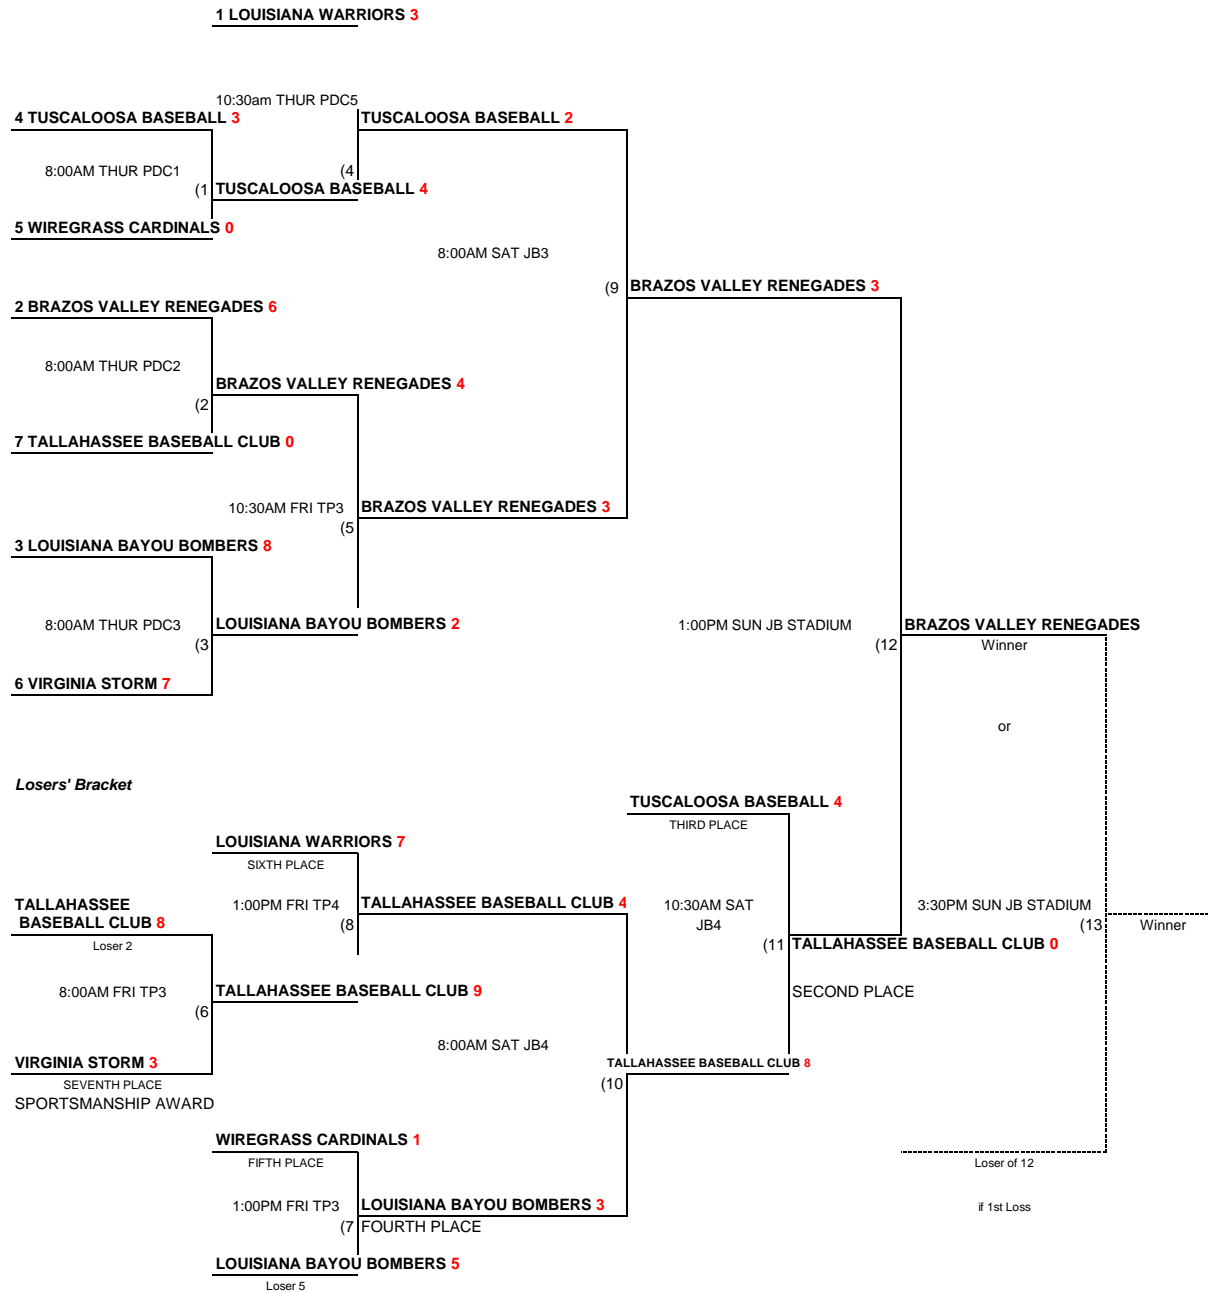 1 LOUISIANA WARRIORS 3
10:30am THUR PDC5
4 TUSCALOOSA BASEBALL 3
TUSCALOOSA BASEBALL 2
8:00AM THUR PDC1
(4
(1
TUSCALOOSA BASEBALL 4
5 WIREGRASS CARDINALS 0
8:00AM SAT JB3
(9
BRAZOS VALLEY RENEGADES 3
2 BRAZOS VALLEY RENEGADES 6
8:00AM THUR PDC2
BRAZOS VALLEY RENEGADES 4
(2
7 TALLAHASSEE BASEBALL CLUB 0
10:30AM FRI TP3
BRAZOS VALLEY RENEGADES 3
(5
3 LOUISIANA BAYOU BOMBERS 8
8:00AM THUR PDC3
LOUISIANA BAYOU BOMBERS 2
1:00PM SUN JB STADIUM
BRAZOS VALLEY RENEGADES
(3
(12
Winner
6 VIRGINIA STORM 7
or
Losers' Bracket
TUSCALOOSA BASEBALL 4
THIRD PLACE
LOUISIANA WARRIORS 7
SIXTH PLACE
TALLAHASSEE
BASEBALL CLUB 8
Loser 2
1:00PM FRI TP4
TALLAHASSEE BASEBALL CLUB 4
(8
10:30AM SAT
JB4
3:30PM SUN JB STADIUM
(13
Winner
(11
TALLAHASSEE BASEBALL CLUB 0
8:00AM FRI TP3
TALLAHASSEE BASEBALL CLUB 9
SECOND PLACE
(6
8:00AM SAT JB4
VIRGINIA STORM 3
TALLAHASSEE BASEBALL CLUB 8
SEVENTH PLACE
(10
SPORTSMANSHIP AWARD
WIREGRASS CARDINALS 1
FIFTH PLACE
Loser of 12
1:00PM FRI TP3
LOUISIANA BAYOU BOMBERS 3
if 1st Loss
(7
FOURTH PLACE
LOUISIANA BAYOU BOMBERS 5
Loser 5